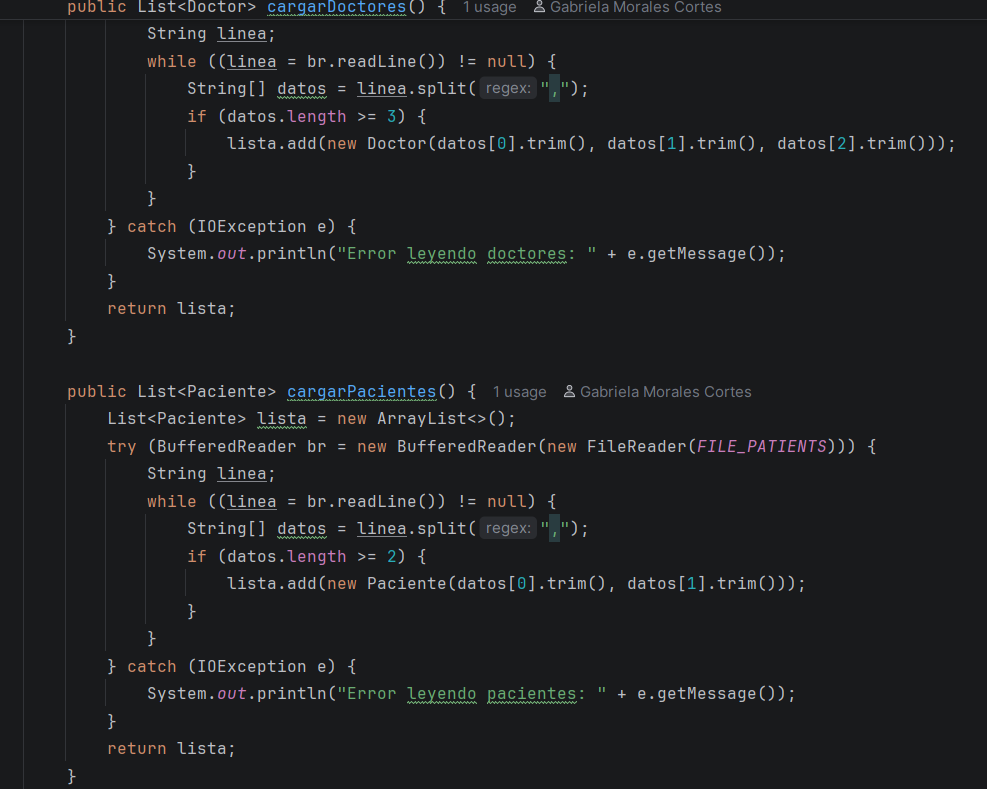 public List<Doctor> cargarDoctores() { 1 usage Gabriela Morales Cortes
String linea;
while ((linea = br.readLine()) != null) {
String[] datos = linea.split( regex: ",");
if (datos.length >= 3) {
lista.add(new Doctor(datos[0].trim(), datos[1].trim(), datos[2].trim()));
}
}
} catch (IOException e) {
System.out.println("Error leyendo doctores: " + e.getMessage());
}
return lista;
}
public List<Paciente> cargarPacientes() { 1 usage Gabriela Morales Cortes
List<Paciente> lista = new ArrayList<>();
try (BufferedReader br = new BufferedReader(new FileReader(FILE_PATIENTS))) {
String linea;
while ((linea = br.readLine()) != null) {
String[] datos = linea.split( regex: ",");
if (datos.length >= 2) {
lista.add(new Paciente(datos[0].trim(), datos[1].trim()));
}
}
} catch (IOException e) {
System.out.println("Error leyendo pacientes: " + e.getMessage());
}
return lista;
}